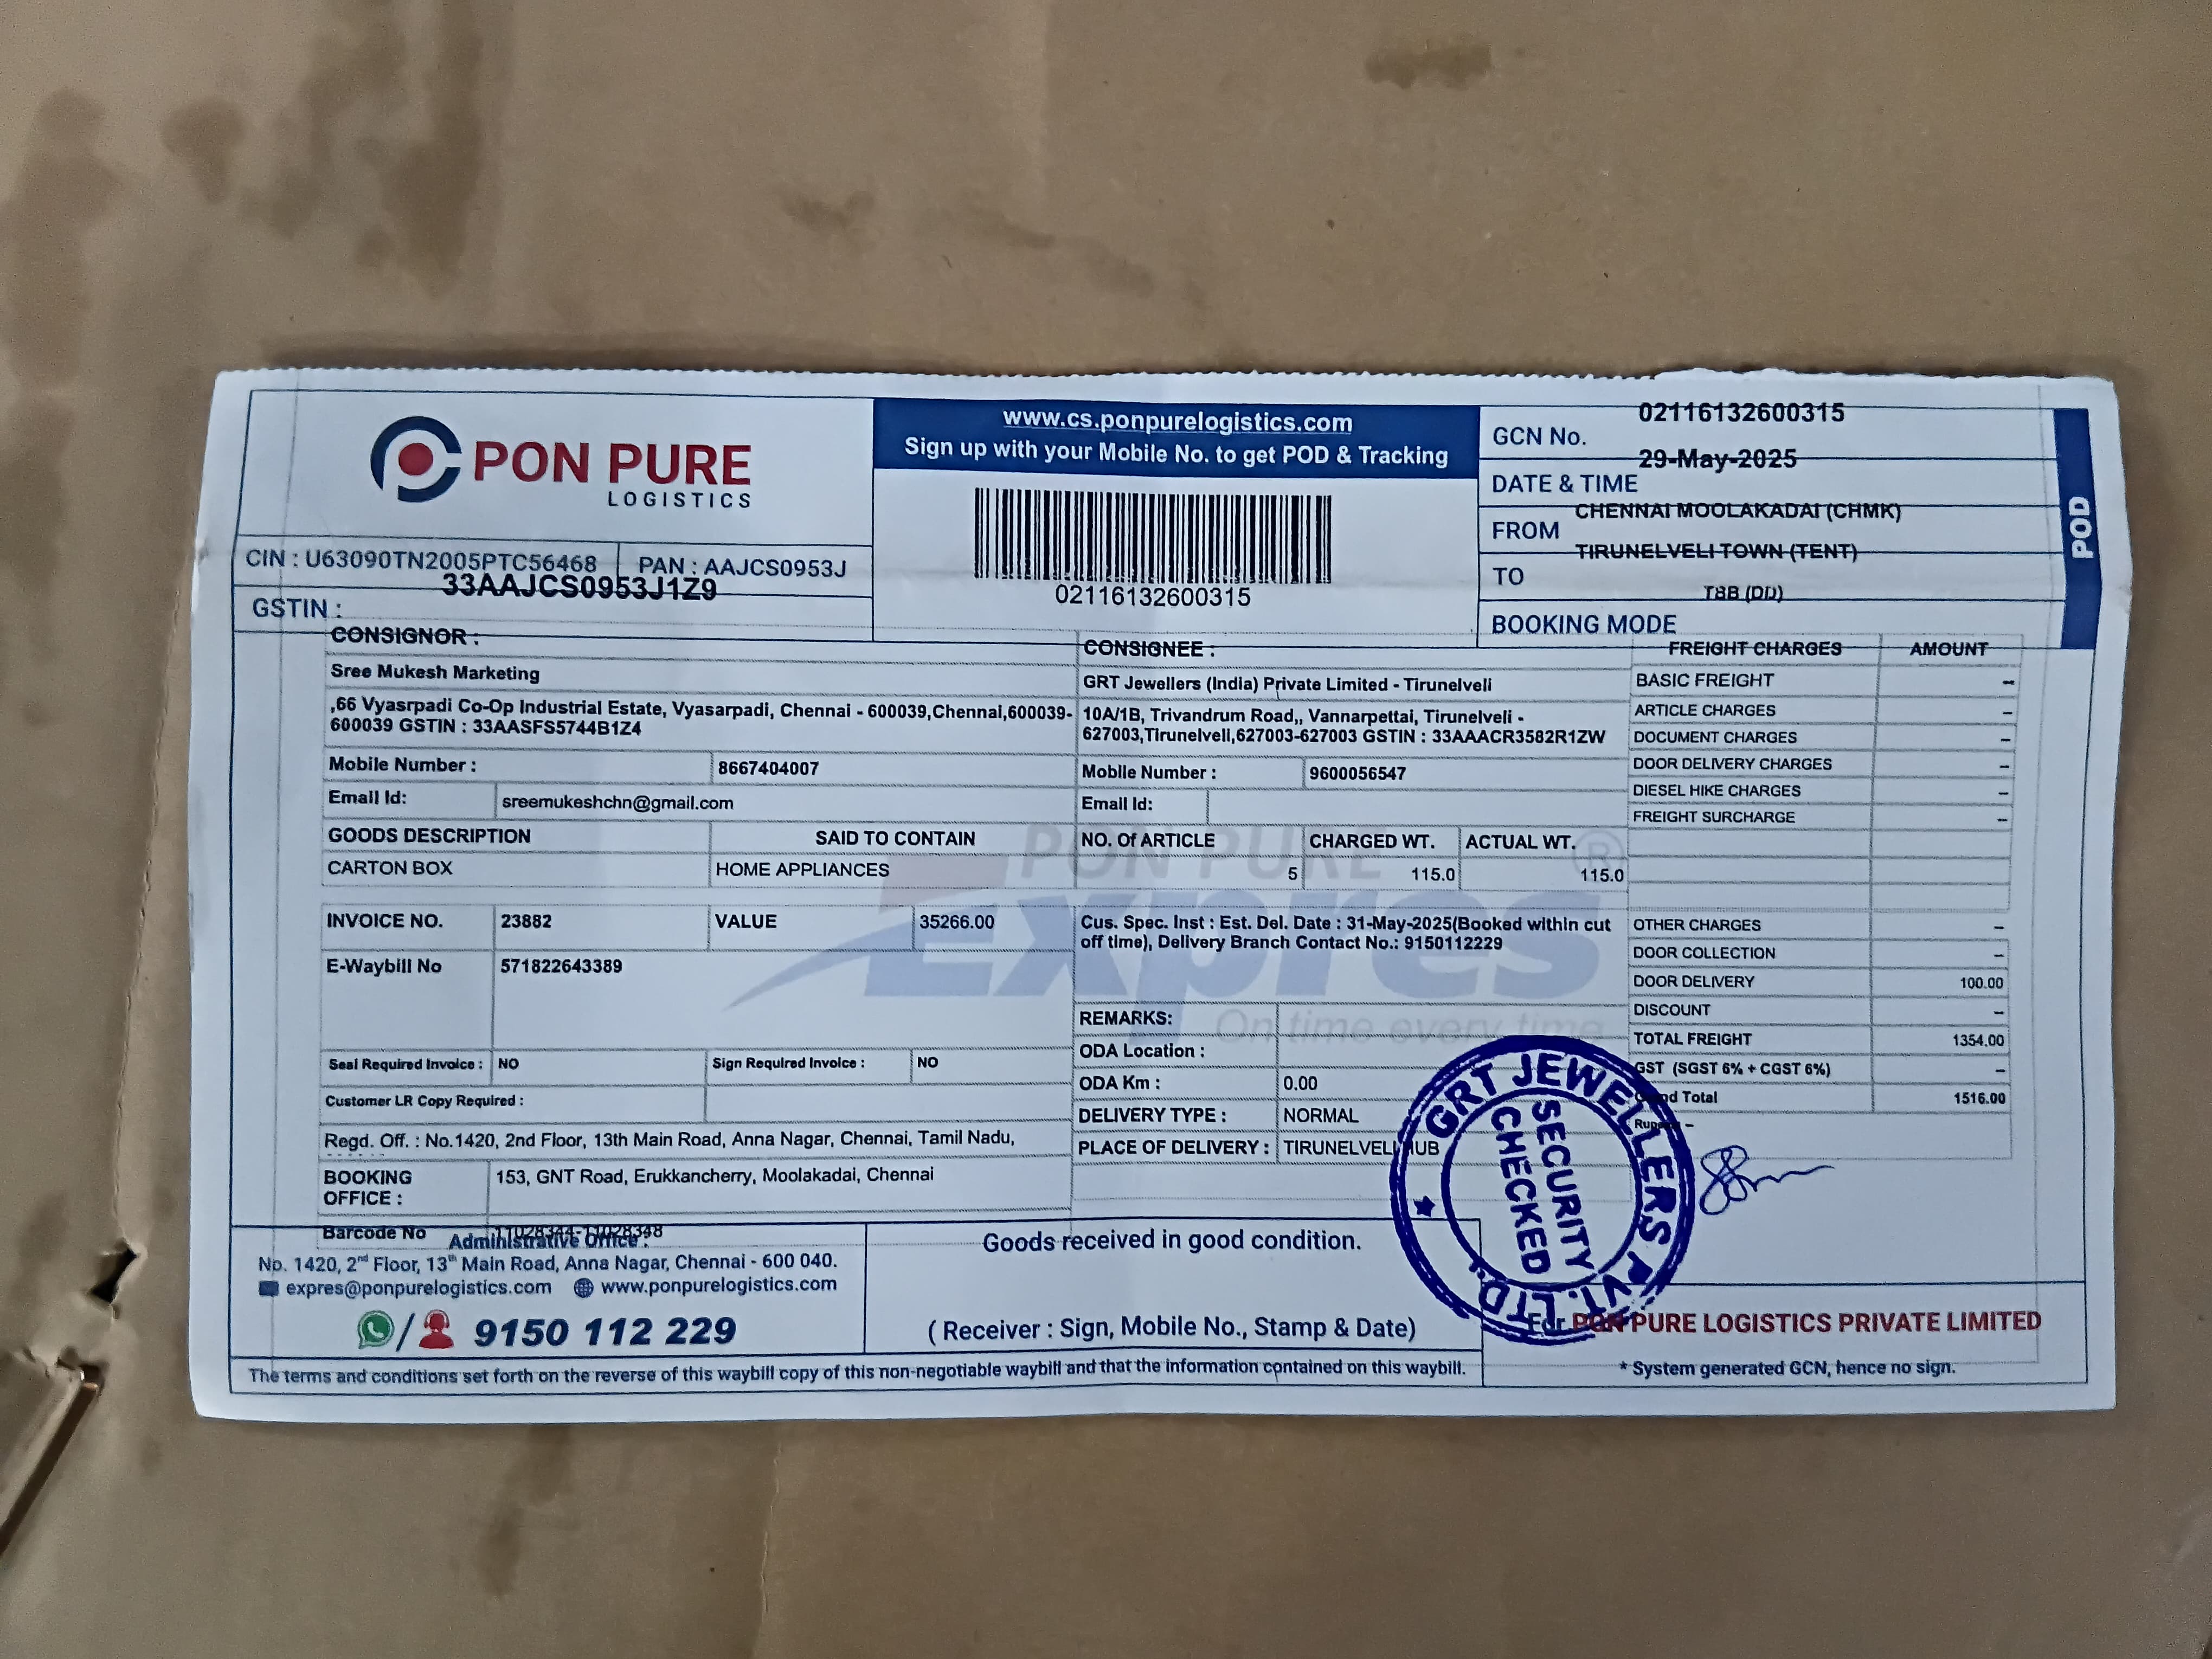 PON PURE
LOGISTICS
CIN : U63090TN2005PTC56468 PAN : AAJCS0953J
33AAJCS0953J1Z9
GSTIN :
www.cs.ponpurelogistics.com
Sign up with your Mobile No. to get POD & Tracking
02116132600315
02116132600315
GCN No.
29-May-2025
DATE & TIME
CHENNAI MOOLAKADAI (CHMK)
FROM
TIRUNELVELI TOWN (TENT)
TO
TBB (DD)
BOOKING MODE
POD
CONSIGNOR :
Sree Mukesh Marketing
,66 Vyasrpadi Co-Op Industrial Estate, Vyasarpadi, Chennai - 600039,Chennai,600039-
600039 GSTIN : 33AASFS5744B1Z4
Mobile Number : 8667404007
Email Id: sreemukeshchn@gmail.com
GOODS DESCRIPTION SAID TO CONTAIN
CARTON BOX HOME APPLIANCES
INVOICE NO. 23882 VALUE 35266.00
E-Waybill No 571822643389
Seal Required Invoice : NO Sign Required Invoice : NO
Customer LR Copy Required :
Regd. Off. : No.1420, 2nd Floor, 13th Main Road, Anna Nagar, Chennai, Tamil Nadu,
BOOKING OFFICE : 153, GNT Road, Erukkancherry, Moolakadai, Chennai
Barcode No 11028344-11028348
CONSIGNEE :
GRT Jewellers (India) Private Limited - Tirunelveli
10A/1B, Trivandrum Road,, Vannarpettai, Tirunelveli -
627003,Tirunelveli,627003-627003 GSTIN : 33AAACR3582R1ZW
Mobile Number : 9600056547
Email Id:
NO. Of ARTICLE CHARGED WT. ACTUAL WT.
5 115.0 115.0
Cus. Spec. Inst : Est. Del. Date : 31-May-2025(Booked within cut
off time), Delivery Branch Contact No.: 9150112229
REMARKS:
ODA Location :
ODA Km : 0.00
DELIVERY TYPE : NORMAL
PLACE OF DELIVERY : TIRUNELVELI HUB
PON PURE
Expres ®
On time every time
FREIGHT CHARGES AMOUNT
BASIC FREIGHT --
ARTICLE CHARGES --
DOCUMENT CHARGES --
DOOR DELIVERY CHARGES --
DIESEL HIKE CHARGES --
FREIGHT SURCHARGE --
OTHER CHARGES --
DOOR COLLECTION --
DOOR DELIVERY 100.00
DISCOUNT --
TOTAL FREIGHT 1354.00
GST (SGST 6% + CGST 6%) --
Grand Total 1516.00
GRT JEWELLERS PVT. LTD.
SECURITY
CHECKED
Administrative Office :
No. 1420, 2nd Floor, 13th Main Road, Anna Nagar, Chennai - 600 040.
expres@ponpurelogistics.com www.ponpurelogistics.com
9150 112 229
Goods received in good condition.
( Receiver : Sign, Mobile No., Stamp & Date)
For PON PURE LOGISTICS PRIVATE LIMITED
The terms and conditions set forth on the reverse of this waybill copy of this non-negotiable waybill and that the information contained on this waybill.
* System generated GCN, hence no sign.